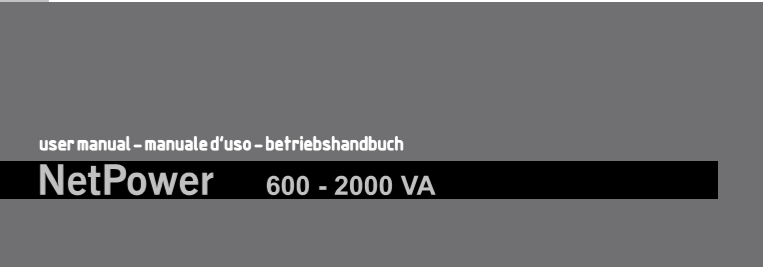 user manual – manuale d'uso – betriebshandbuch
NetPower 600 - 2000 VA